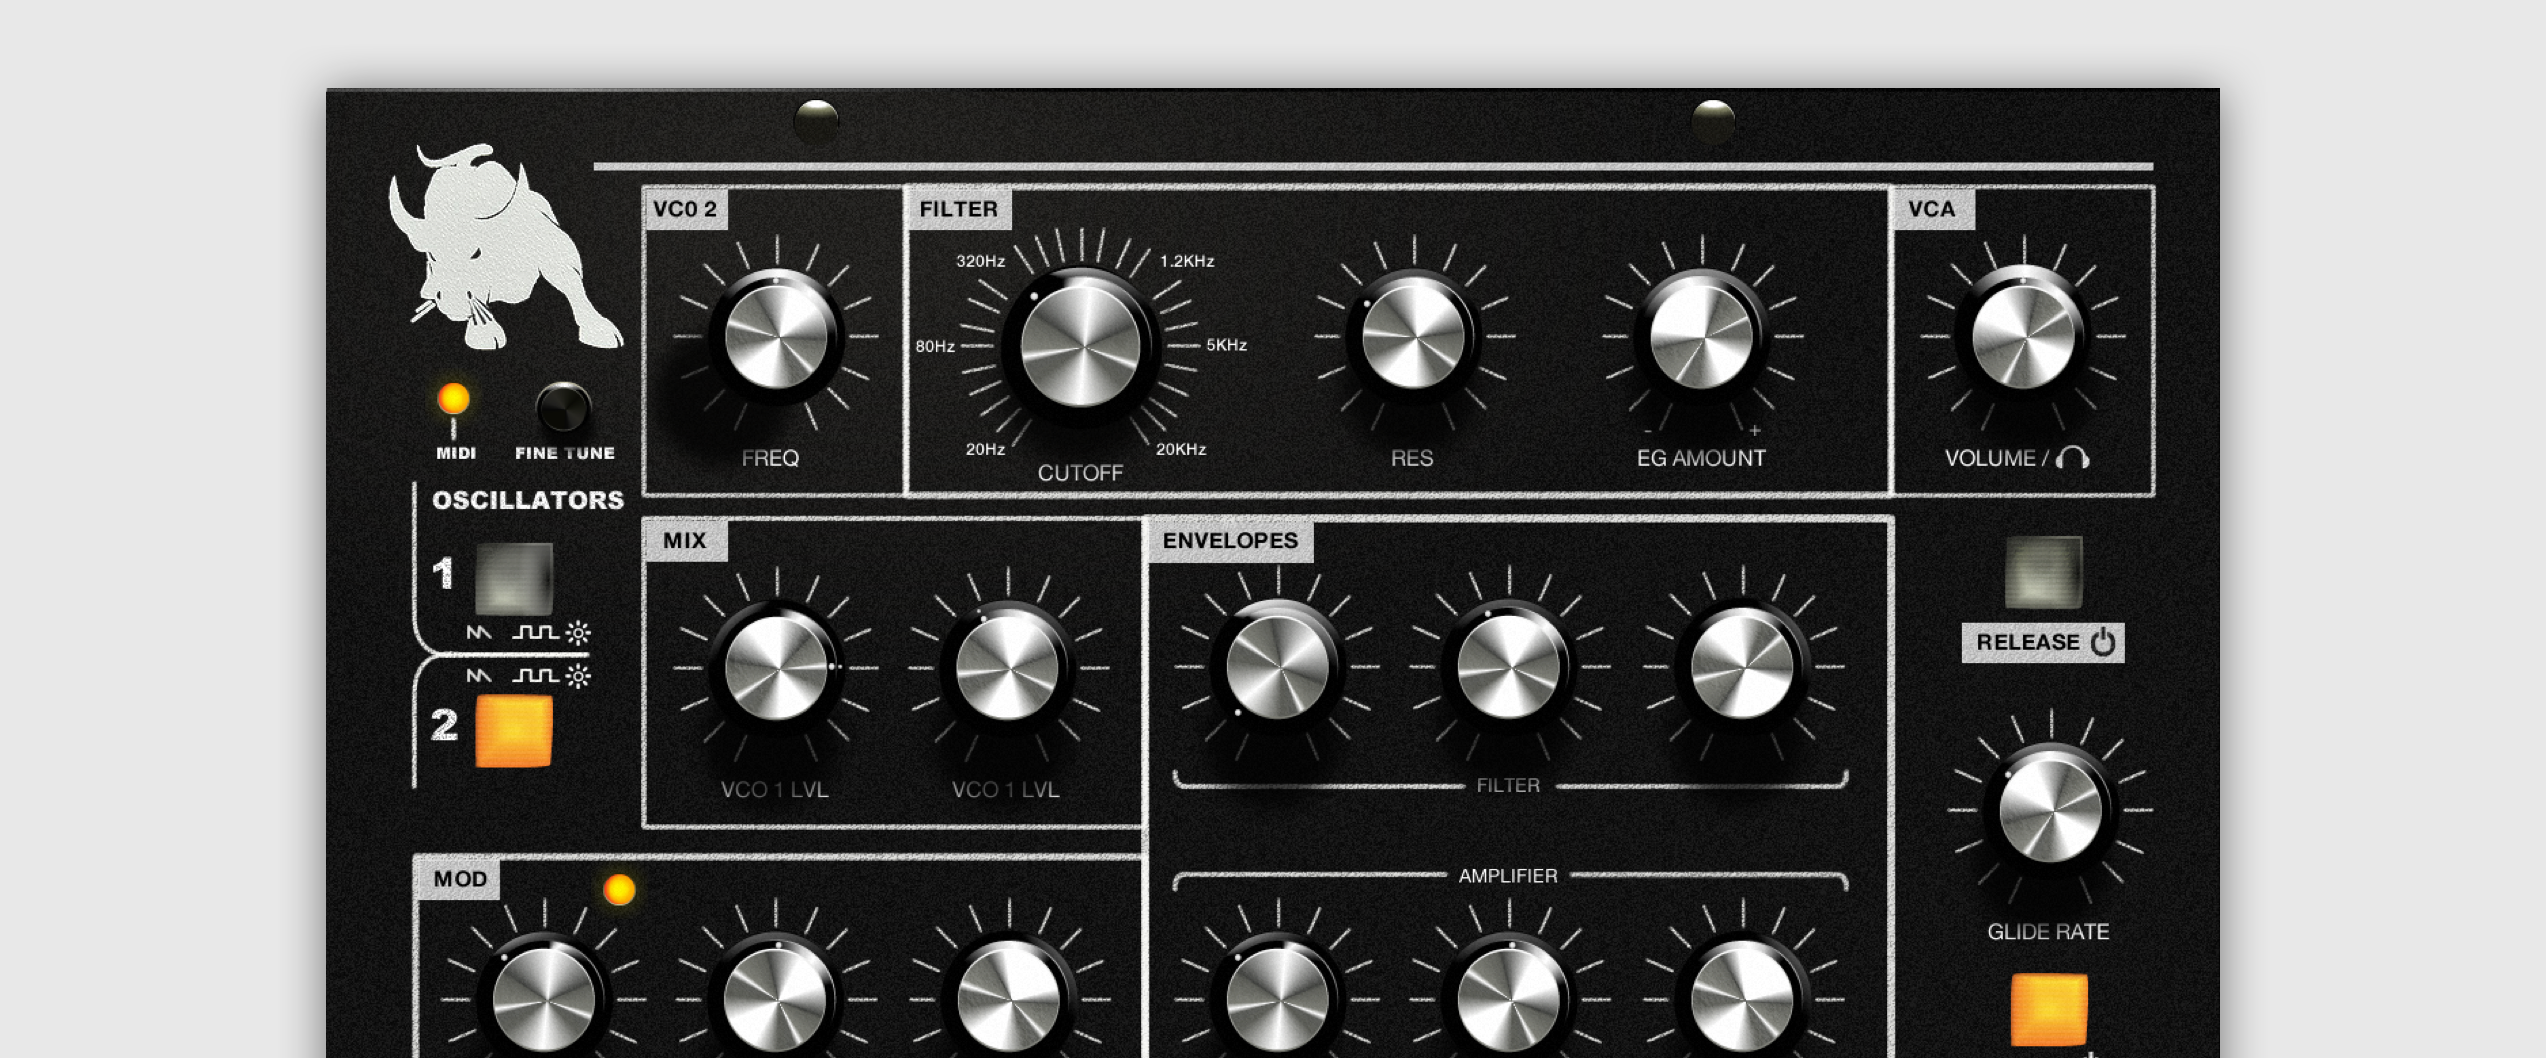 VC0 2
FILTER
VCA
320Hz
1.2KHz
80Hz
5KHz
20Hz
20KHz
FREQ
CUTOFF
RES
- +
EG AMOUNT
VOLUME /
MIDI
FINE TUNE
OSCILLATORS
1
2
MIX
VCO 1 LVL
VCO 1 LVL
ENVELOPES
FILTER
AMPLIFIER
RELEASE
GLIDE RATE
MOD